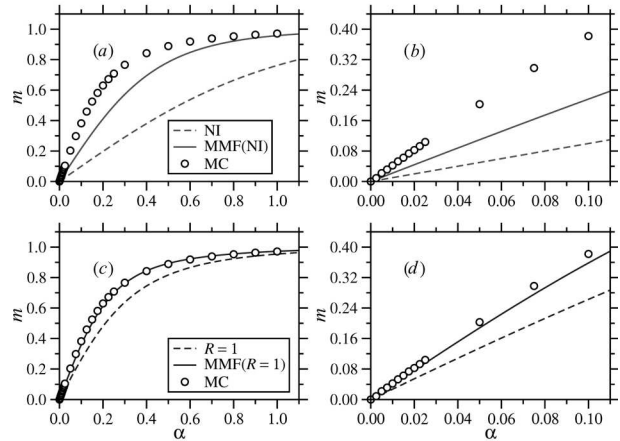 1.0
0.8
0.6
0.4
0.2
0.0
m
(a)
NI
MMF(NI)
MC
0.0 0.2 0.4 0.6 0.8 1.0
α
0.40
0.32
0.24
0.16
0.08
0.00
m
(b)
0.00 0.02 0.04 0.06 0.08 0.10
α
1.0
0.8
0.6
0.4
0.2
0.0
m
(c)
R = 1
MMF(R = 1)
MC
0.0 0.2 0.4 0.6 0.8 1.0
α
0.40
0.32
0.24
0.16
0.08
0.00
m
(d)
0.00 0.02 0.04 0.06 0.08 0.10
α